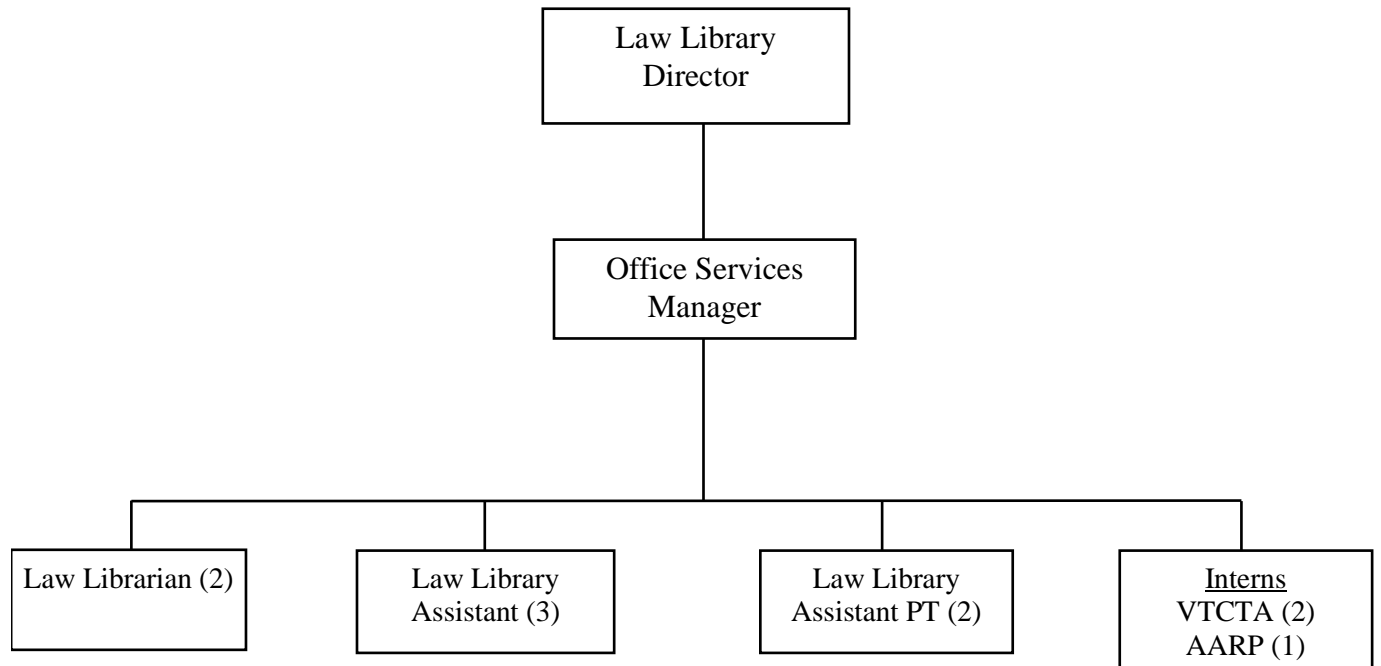 Law Library
Director
Office Services
Manager
Law Librarian (2)
Law Library
Assistant (3)
Law Library
Assistant PT (2)
Interns
VTCTA (2)
AARP (1)